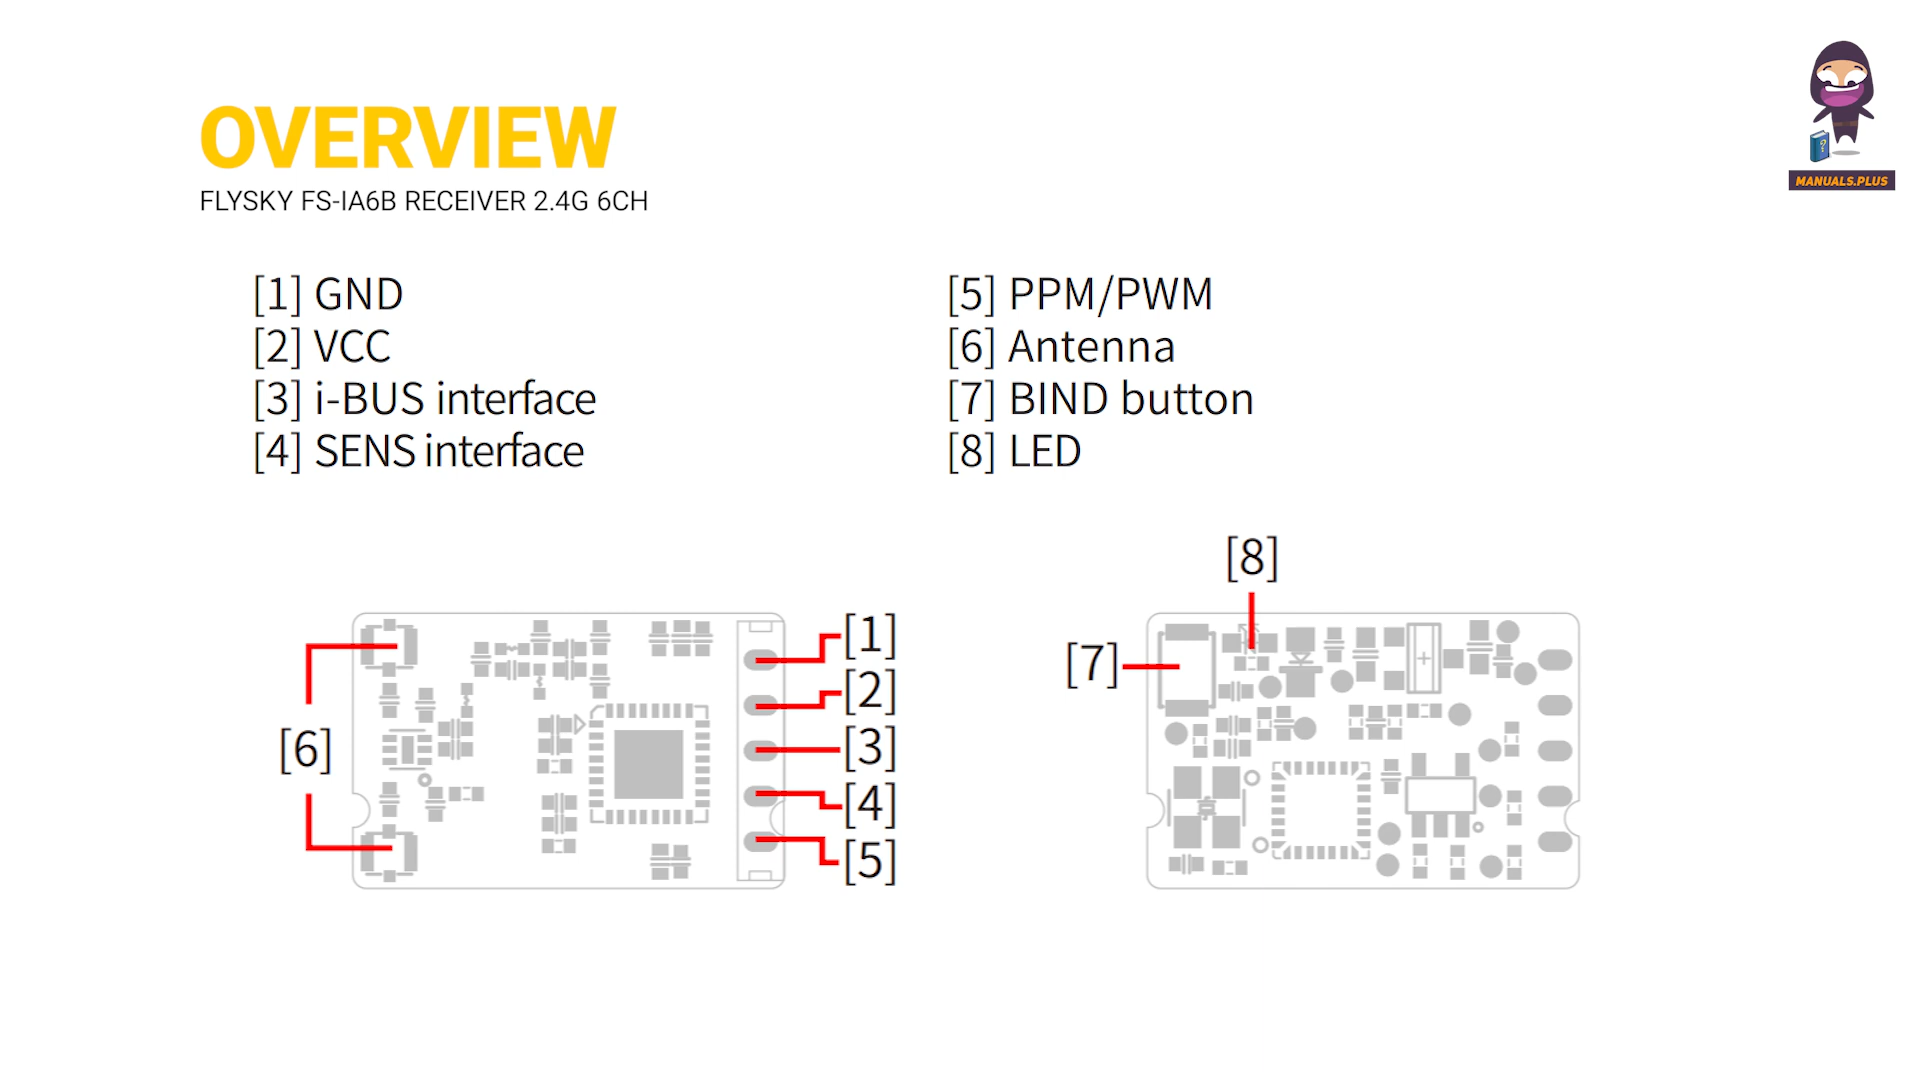 OVERVIEW
FLYSKY FS-IA6B RECEIVER 2.4G 6CH
MANUALS.PLUS
[1] GND
[2] VCC
[3] i-BUS interface
[4] SENS interface
[5] PPM/PWM
[6] Antenna
[7] BIND button
[8] LED
[6]
[1]
[2]
[3]
[4]
[5]
[8]
[7]